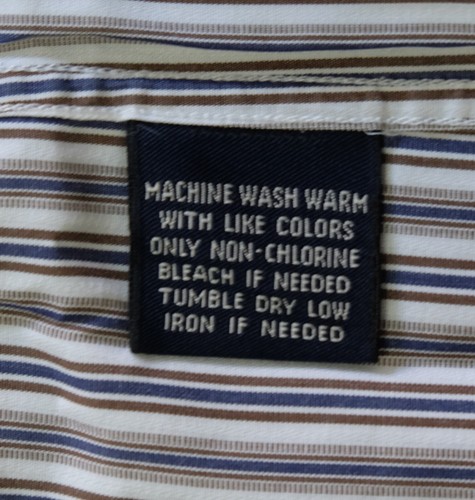 MACHINE WASH WARM
WITH LIKE COLORS
ONLY NON-CHLORINE
BLEACH IF NEEDED
TUMBLE DRY LOW
IRON IF NEEDED